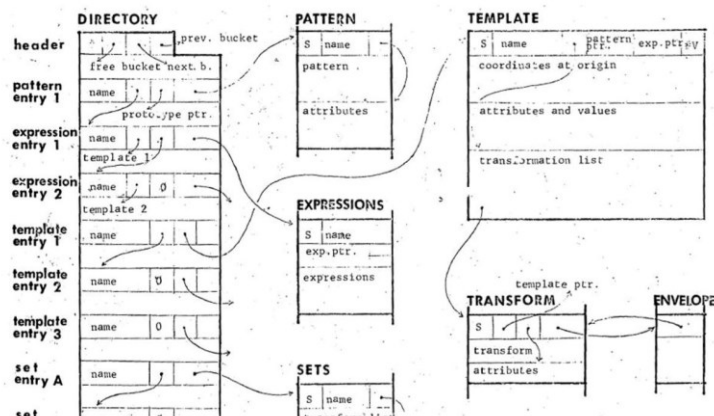 DIRECTORY
header
prev. bucket
free bucket next b.
pattern
entry 1
name
prototype ptr.
expression
entry 1
name
template 1
expression
entry 2
name 0
template 2
template
entry 1
name
template
entry 2
name 0
template
entry 3
name 0
set
entry A
name
set
PATTERN
S name
pattern
attributes
EXPRESSIONS
S name
exp.ptr.
expressions
SETS
S name
TEMPLATE
S name pattern ptr. exp.ptr. #V
coordinates at origin
attributes and values
transformation list
template ptr.
TRANSFORM
S
transform
attributes
ENVELOPE